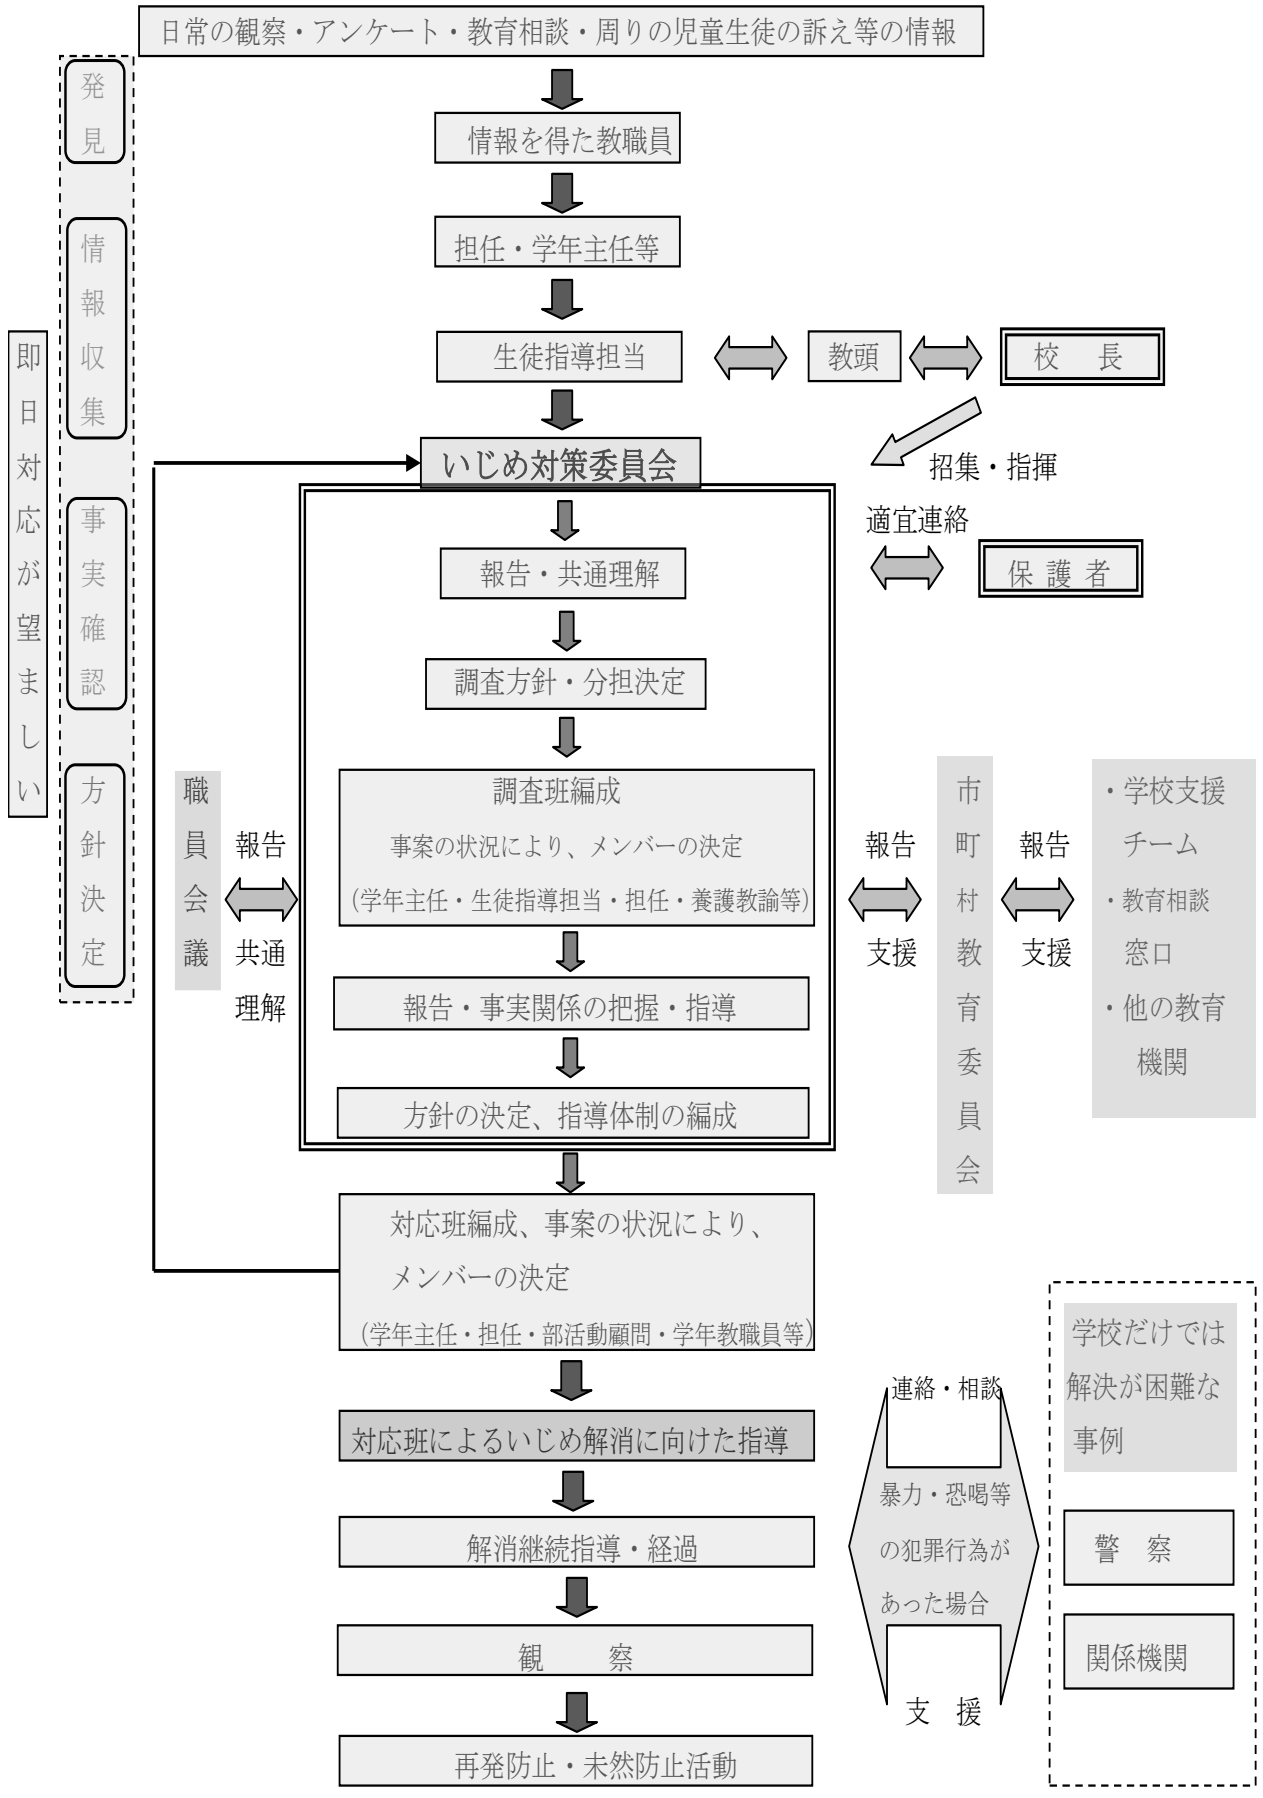 日常の観察・アンケート・教育相談・周りの児童生徒の訴え等の情報
発見
情報収集
事実確認
方針決定
即日対応が望ましい
情報を得た教職員
担任・学年主任等
生徒指導担当
教頭
校　長
招集・指揮
いじめ対策委員会
適宜連絡
保護者
報告・共通理解
調査方針・分担決定
調査班編成
事案の状況により、メンバーの決定
(学年主任・生徒指導担当・担任・養護教諭等)
報告・事実関係の把握・指導
方針の決定、指導体制の編成
職員会議
報告
共通
理解
報告
支援
市町村教育委員会
報告
支援
・学校支援
チーム
・教育相談
窓口
・他の教育
機関
対応班編成、事案の状況により、
メンバーの決定
(学年主任・担任・部活動顧問・学年教職員等)
対応班によるいじめ解消に向けた指導
解消継続指導・経過
観　察
再発防止・未然防止活動
連絡・相談
暴力・恐喝等
の犯罪行為が
あった場合
支　援
学校だけでは
解決が困難な
事例
警　察
関係機関